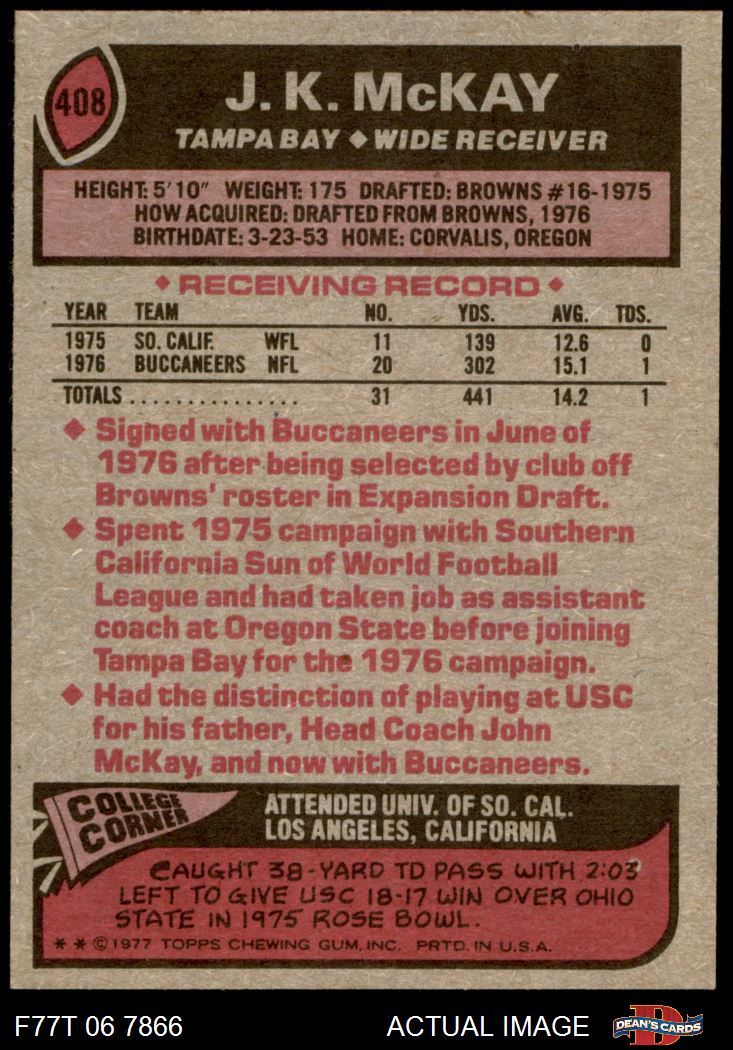 408
J. K. McKAY
TAMPA BAY ◆ WIDE RECEIVER
HEIGHT: 5'10" WEIGHT: 175 DRAFTED: BROWNS #16-1975
HOW ACQUIRED: DRAFTED FROM BROWNS, 1976
BIRTHDATE: 3-23-53 HOME: CORVALIS, OREGON
◆ RECEIVING RECORD ◆
YEAR TEAM NO. YDS. AVG. TDS.
1975 SO. CALIF. WFL 11 139 12.6 0
1976 BUCCANEERS NFL 20 302 15.1 1
TOTALS . . . . . . . . . . . . . . . 31 441 14.2 1
◆ Signed with Buccaneers in June of
1976 after being selected by club off
Browns' roster in Expansion Draft.
◆ Spent 1975 campaign with Southern
California Sun of World Football
League and had taken job as assistant
coach at Oregon State before joining
Tampa Bay for the 1976 campaign.
◆ Had the distinction of playing at USC
for his father, Head Coach John
McKay, and now with Buccaneers.
COLLEGE
CORNER
ATTENDED UNIV. OF SO. CAL.
LOS ANGELES, CALIFORNIA
CAUGHT 38-YARD TD PASS WITH 2:03
LEFT TO GIVE USC 18-17 WIN OVER OHIO
STATE IN 1975 ROSE BOWL.
* * © 1977 TOPPS CHEWING GUM, INC. PRTD. IN U.S.A.
F77T 06 7866 ACTUAL IMAGE
D
DEAN'S CARDS